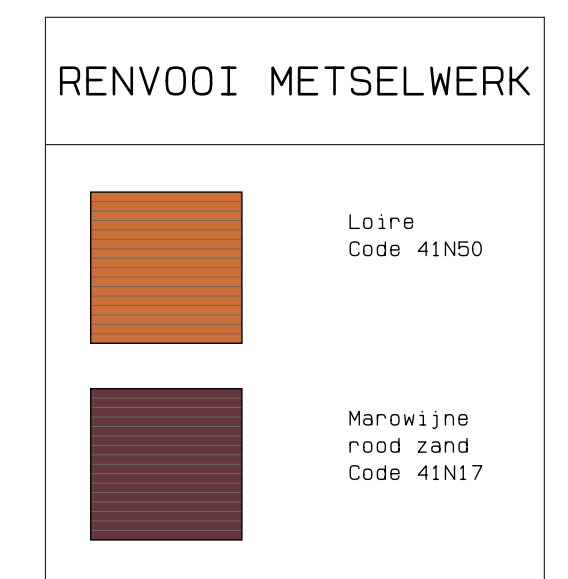 RENVOOI METSELWERK
Loire
Code 41N50
Marowijne
rood zand
Code 41N17